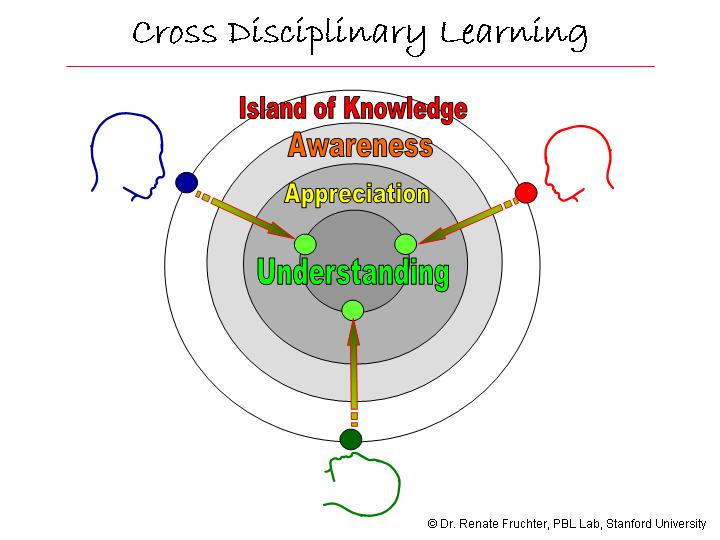 Cross Disciplinary Learning
Island of Knowledge
Awareness
Appreciation
Understanding
© Dr. Renate Fruchter, PBL Lab, Stanford University